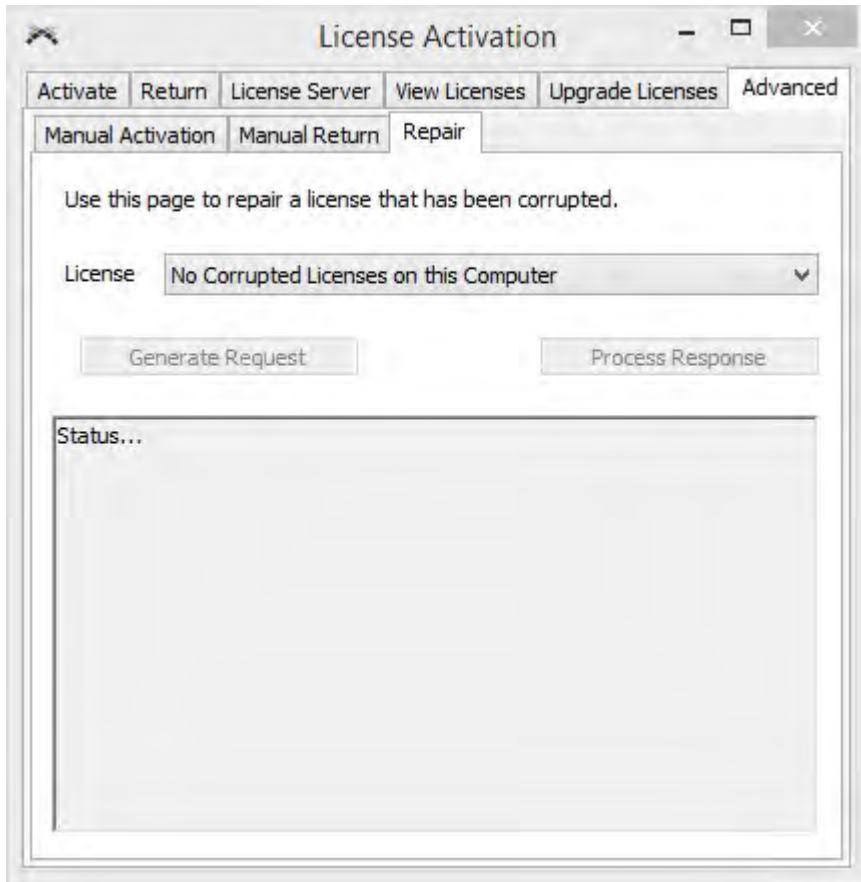 License Activation
Activate Return License Server View Licenses Upgrade Licenses Advanced
Manual Activation Manual Return Repair
Use this page to repair a license that has been corrupted.
License No Corrupted Licenses on this Computer
Generate Request Process Response
Status...